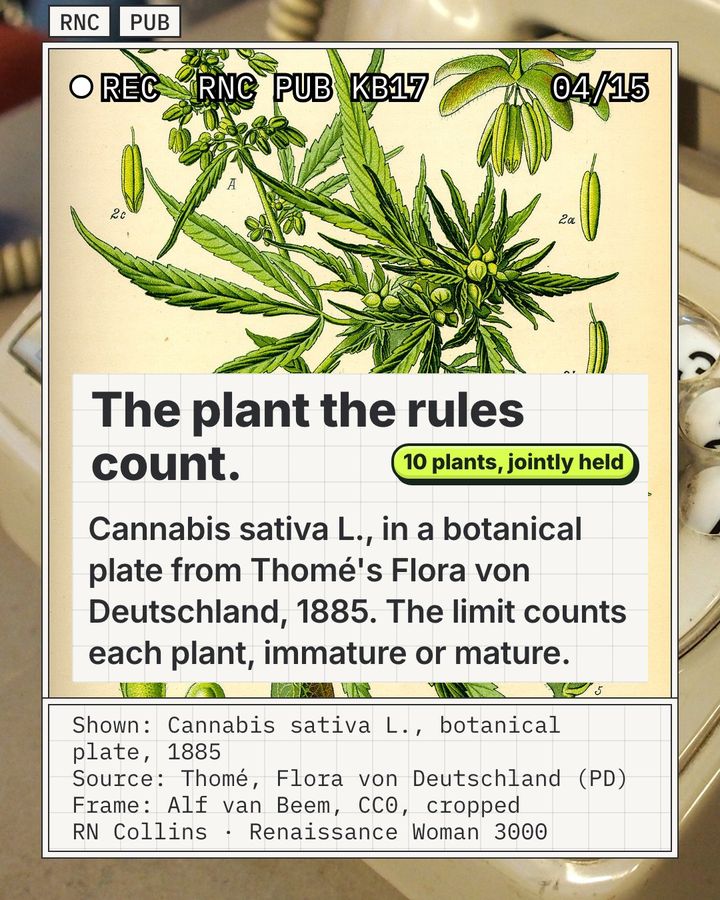 RNC PUB
REC RNC PUB KB17 04/15
A
2c
2a
The plant the rules
count.
10 plants, jointly held
Cannabis sativa L., in a botanical
plate from Thomé's Flora von
Deutschland, 1885. The limit counts
each plant, immature or mature.
5
Shown: Cannabis sativa L., botanical
plate, 1885
Source: Thomé, Flora von Deutschland (PD)
Frame: Alf van Beem, CC0, cropped
RN Collins · Renaissance Woman 3000